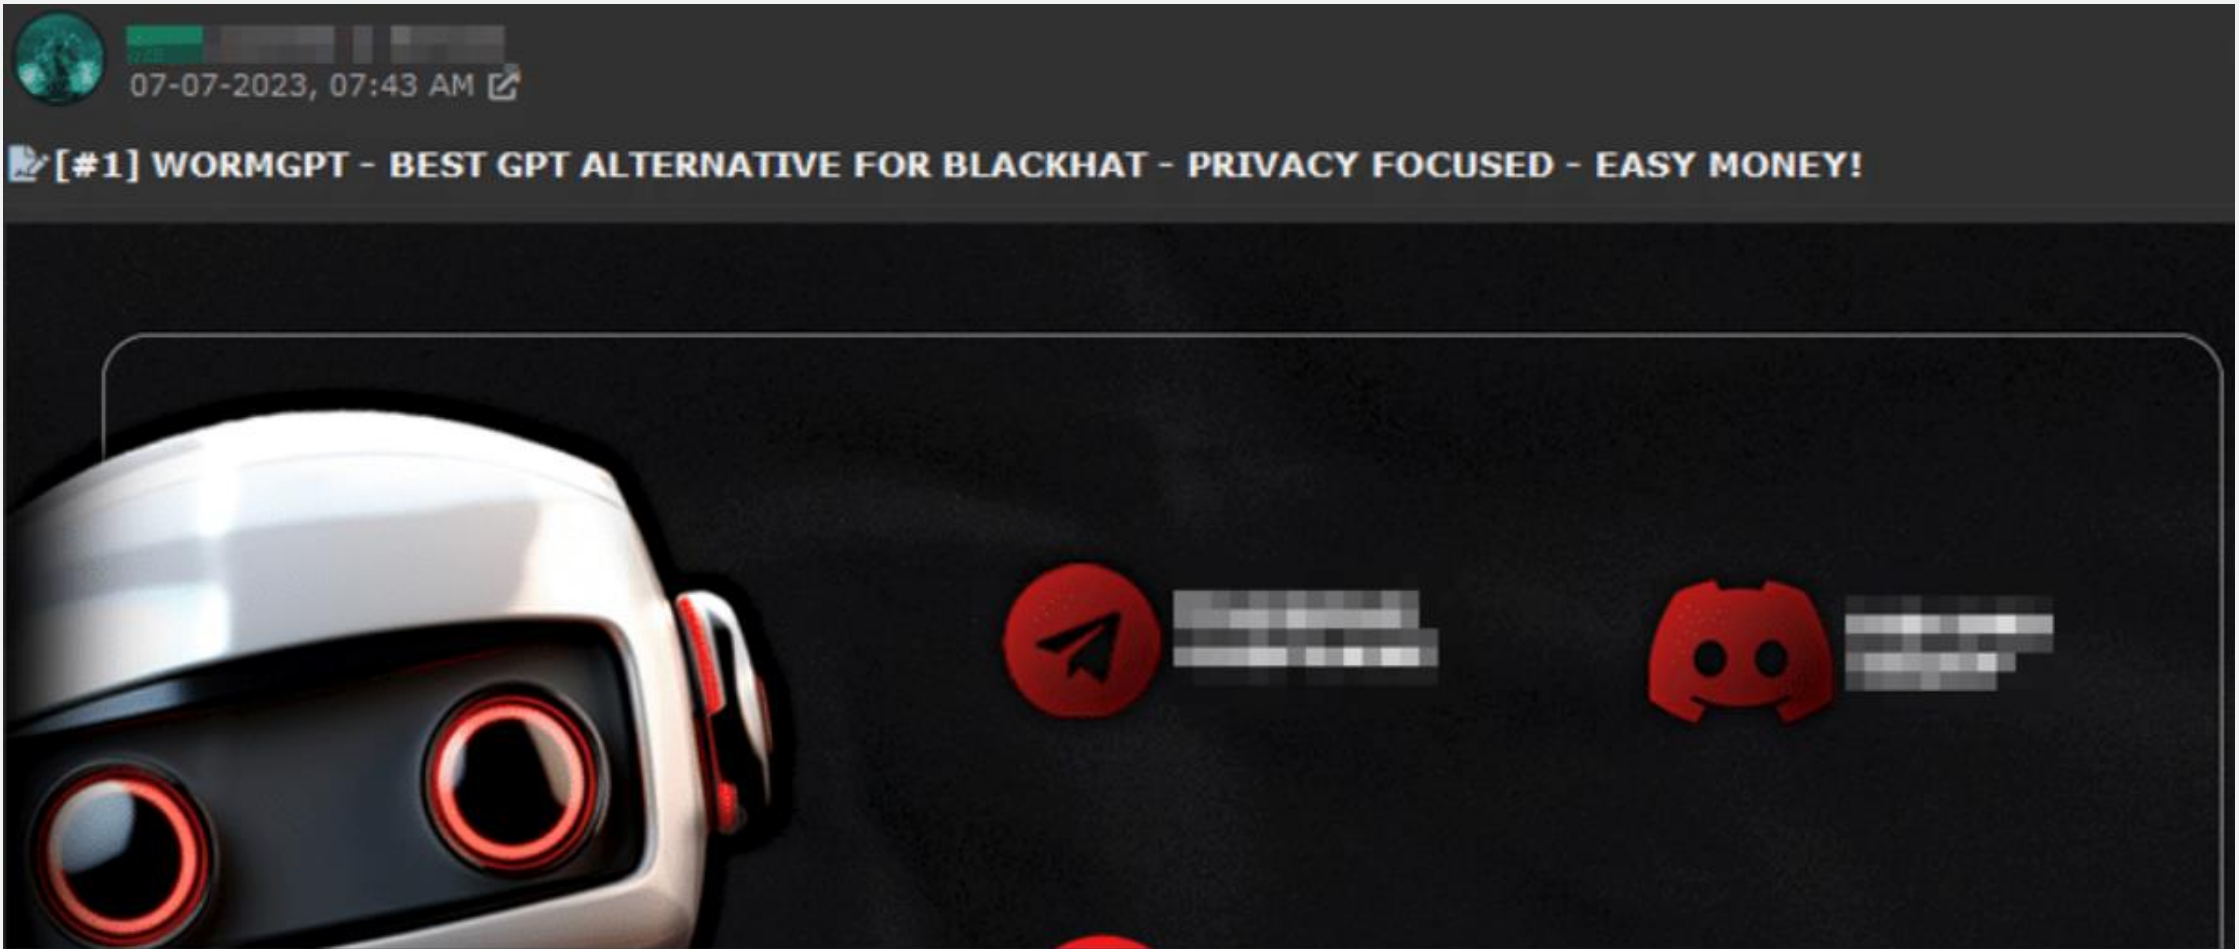 07-07-2023, 07:43 AM
[#1] WORMGPT - BEST GPT ALTERNATIVE FOR BLACKHAT - PRIVACY FOCUSED - EASY MONEY!